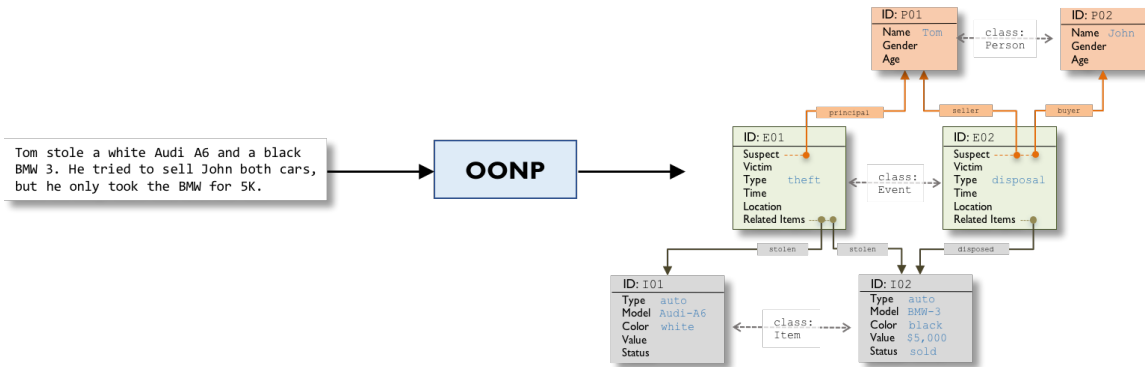 Tom stole a white Audi A6 and a black
BMW 3. He tried to sell John both cars,
but he only took the BMW for 5K.
OONP
ID: P01
Name Tom
Gender
Age
class:
Person
ID: P02
Name John
Gender
Age
principal
seller
buyer
ID: E01
Suspect
Victim
Type theft
Time
Location
Related Items
class:
Event
ID: E02
Suspect
Victim
Type disposal
Time
Location
Related Items
stolen
stolen
disposed
ID: I01
Type auto
Model Audi-A6
Color white
Value
Status
class:
Item
ID: I02
Type auto
Model BMW-3
Color black
Value $5,000
Status sold